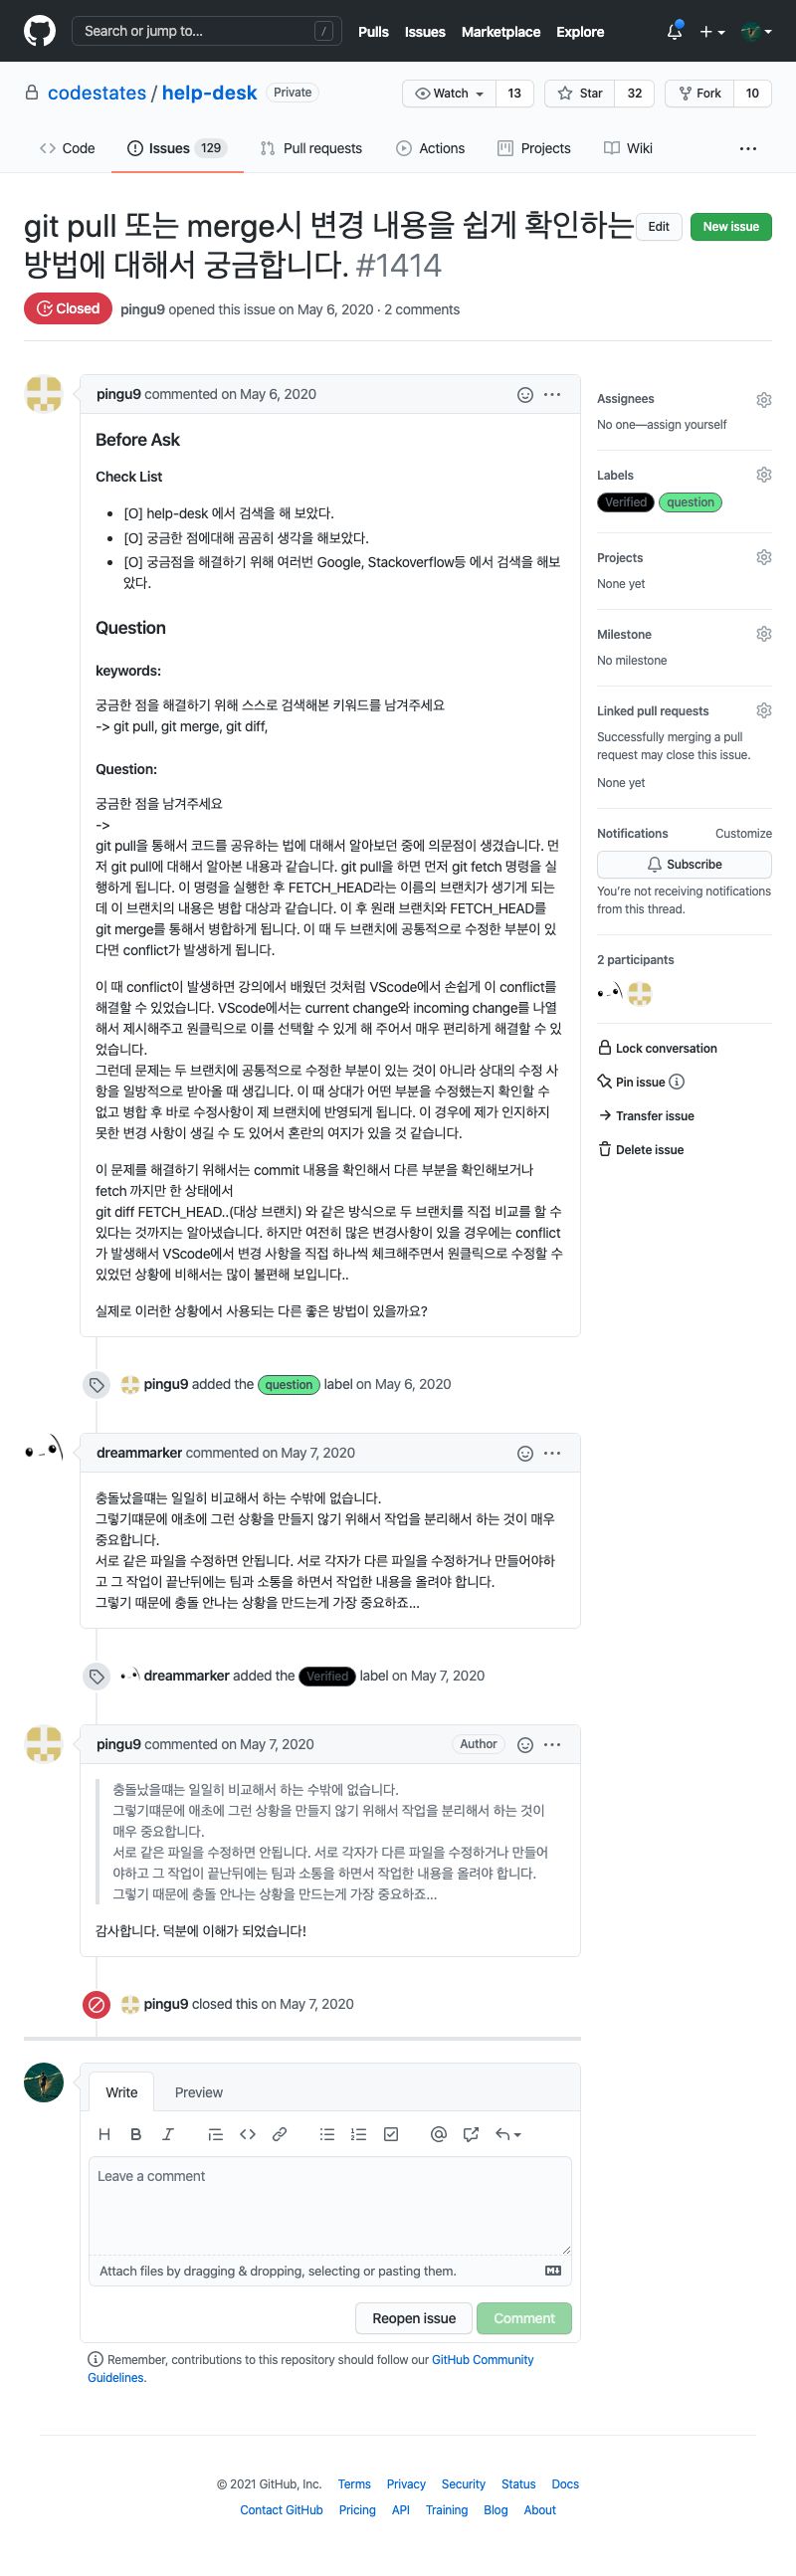 Search or jump to... /
Pulls Issues Marketplace Explore
codestates / help-desk Private
Watch 13 Star 32 Fork 10
Code Issues 129 Pull requests Actions Projects Wiki
git pull 또는 merge시 변경 내용을 쉽게 확인하는
방법에 대해서 궁금합니다. #1414
Edit New issue
Closed pingu9 opened this issue on May 6, 2020 · 2 comments
pingu9 commented on May 6, 2020
Before Ask
Check List
[O] help-desk 에서 검색을 해 보았다.
[O] 궁금한 점에대해 곰곰히 생각을 해보았다.
[O] 궁금점을 해결하기 위해 여러번 Google, Stackoverflow등 에서 검색을 해보
았다.
Question
keywords:
궁금한 점을 해결하기 위해 스스로 검색해본 키워드를 남겨주세요
-> git pull, git merge, git diff,
Question:
궁금한 점을 남겨주세요
->
git pull을 통해서 코드를 공유하는 법에 대해서 알아보던 중에 의문점이 생겼습니다. 먼
저 git pull에 대해서 알아본 내용과 같습니다. git pull을 하면 먼저 git fetch 명령을 실
행하게 됩니다. 이 명령을 실행한 후 FETCH_HEAD라는 이름의 브랜치가 생기게 되는
데 이 브랜치의 내용은 병합 대상과 같습니다. 이 후 원래 브랜치와 FETCH_HEAD를
git merge를 통해서 병합하게 됩니다. 이 때 두 브랜치에 공통적으로 수정한 부분이 있
다면 conflict가 발생하게 됩니다.
이 때 conflict이 발생하면 강의에서 배웠던 것처럼 VScode에서 손쉽게 이 conflict를
해결할 수 있었습니다. VScode에서는 current change와 incoming change를 나열
해서 제시해주고 원클릭으로 이를 선택할 수 있게 해 주어서 매우 편리하게 해결할 수 있
었습니다.
그런데 문제는 두 브랜치에 공통적으로 수정한 부분이 있는 것이 아니라 상대의 수정 사
항을 일방적으로 받아올 때 생깁니다. 이 때 상대가 어떤 부분을 수정했는지 확인할 수
없고 병합 후 바로 수정사항이 제 브랜치에 반영되게 됩니다. 이 경우에 제가 인지하지
못한 변경 사항이 생길 수 도 있어서 혼란의 여지가 있을 것 같습니다.
이 문제를 해결하기 위해서는 commit 내용을 확인해서 다른 부분을 확인해보거나
fetch 까지만 한 상태에서
git diff FETCH_HEAD..(대상 브랜치) 와 같은 방식으로 두 브랜치를 직접 비교를 할 수
있다는 것까지는 알아냈습니다. 하지만 여전히 많은 변경사항이 있을 경우에는 conflict
가 발생해서 VScode에서 변경 사항을 직접 하나씩 체크해주면서 원클릭으로 수정할 수
있었던 상황에 비해서는 많이 불편해 보입니다..
실제로 이러한 상황에서 사용되는 다른 좋은 방법이 있을까요?
Assignees
No one—assign yourself
Labels
Verified question
Projects
None yet
Milestone
No milestone
Linked pull requests
Successfully merging a pull
request may close this issue.
None yet
Notifications Customize
Subscribe
You're not receiving notifications
from this thread.
2 participants
Lock conversation
Pin issue
Transfer issue
Delete issue
pingu9 added the question label on May 6, 2020
dreammarker commented on May 7, 2020
충돌났을떄는 일일히 비교해서 하는 수밖에 없습니다.
그렇기떄문에 애초에 그런 상황을 만들지 않기 위해서 작업을 분리해서 하는 것이 매우
중요합니다.
서로 같은 파일을 수정하면 안됩니다. 서로 각자가 다른 파일을 수정하거나 만들어야하
고 그 작업이 끝난뒤에는 팀과 소통을 하면서 작업한 내용을 올려야 합니다.
그렇기 때문에 충돌 안나는 상황을 만드는게 가장 중요하죠...
dreammarker added the Verified label on May 7, 2020
pingu9 commented on May 7, 2020 Author
충돌났을떄는 일일히 비교해서 하는 수밖에 없습니다.
그렇기떄문에 애초에 그런 상황을 만들지 않기 위해서 작업을 분리해서 하는 것이
매우 중요합니다.
서로 같은 파일을 수정하면 안됩니다. 서로 각자가 다른 파일을 수정하거나 만들어
야하고 그 작업이 끝난뒤에는 팀과 소통을 하면서 작업한 내용을 올려야 합니다.
그렇기 때문에 충돌 안나는 상황을 만드는게 가장 중요하죠...
감사합니다. 덕분에 이해가 되었습니다!
pingu9 closed this on May 7, 2020
Write Preview
Leave a comment
Attach files by dragging & dropping, selecting or pasting them.
Reopen issue Comment
Remember, contributions to this repository should follow our GitHub Community
Guidelines.
© 2021 GitHub, Inc. Terms Privacy Security Status Docs
Contact GitHub Pricing API Training Blog About